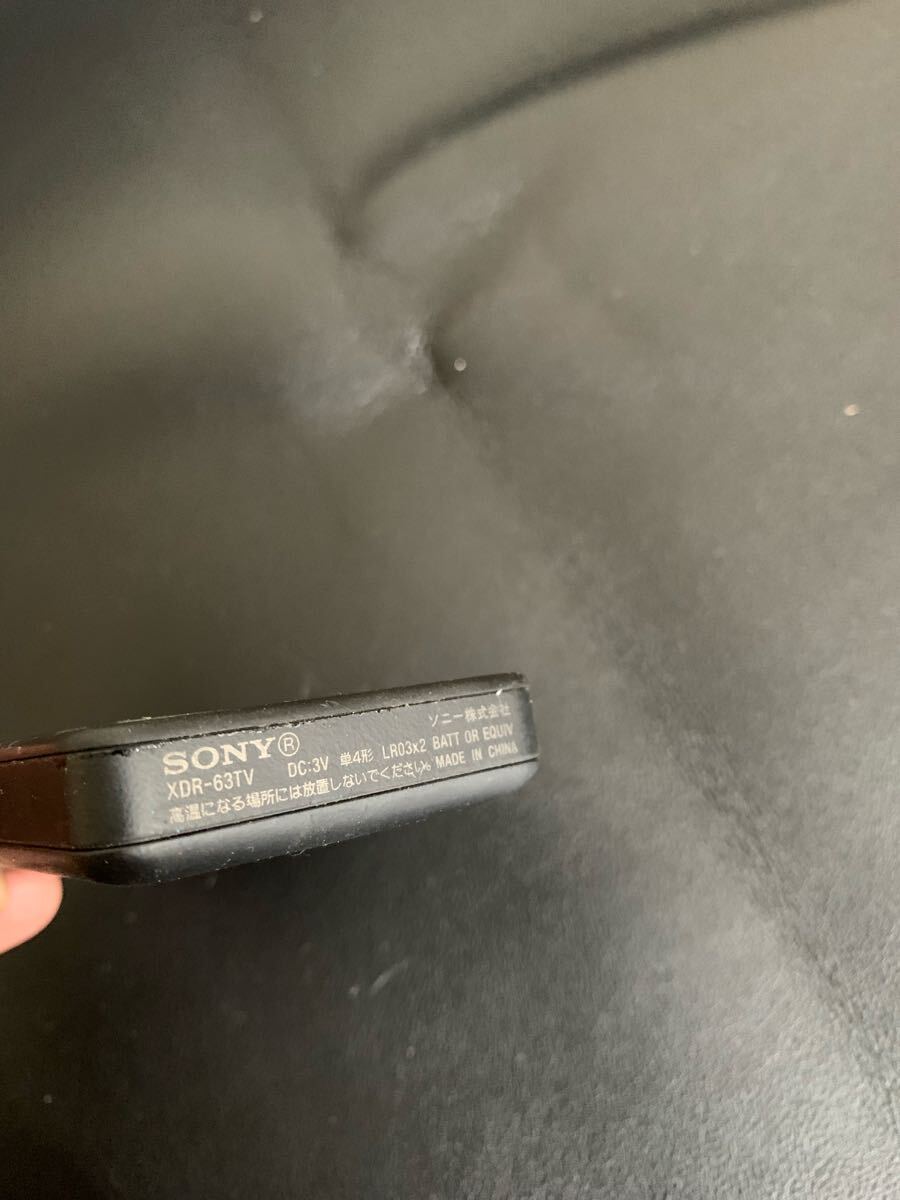 SONY®
ソニー株式会社
XDR-63TV DC:3V 単4形 LR03x2 BATT OR EQUIV
高温になる場所には放置しないでください。 MADE IN CHINA